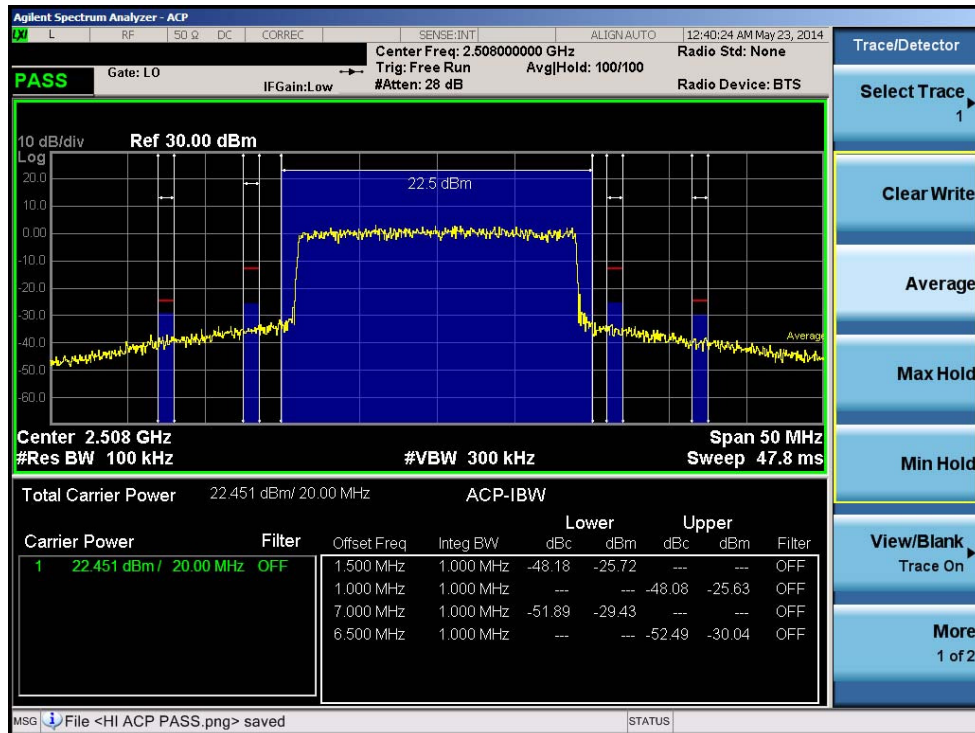 Agilent Spectrum Analyzer - ACP
LXI L RF 50 Ω DC CORREC SENSE:INT ALIGN AUTO 12:40:24 AM May 23, 2014
Center Freq: 2.508000000 GHz Radio Std: None
PASS Gate: LO Trig: Free Run Avg|Hold: 100/100
IFGain:Low #Atten: 28 dB Radio Device: BTS
10 dB/div Ref 30.00 dBm
Log
20.0
10.0
0.00
-10.0
-20.0
-30.0
-40.0
-50.0
-60.0
22.5 dBm
Average
Center 2.508 GHz Span 50 MHz
#Res BW 100 kHz #VBW 300 kHz Sweep 47.8 ms
Total Carrier Power 22.451 dBm/ 20.00 MHz ACP-IBW
Lower Upper
Carrier Power Filter Offset Freq Integ BW dBc dBm dBc dBm Filter
1 22.451 dBm / 20.00 MHz OFF 1.500 MHz 1.000 MHz -48.18 -25.72 --- --- OFF
1.000 MHz 1.000 MHz --- --- -48.08 -25.63 OFF
7.000 MHz 1.000 MHz -51.89 -29.43 --- --- OFF
6.500 MHz 1.000 MHz --- --- -52.49 -30.04 OFF
MSG File <HI ACP PASS.png> saved STATUS
Trace/Detector
Select Trace
1
Clear Write
Average
Max Hold
Min Hold
View/Blank
Trace On
More
1 of 2